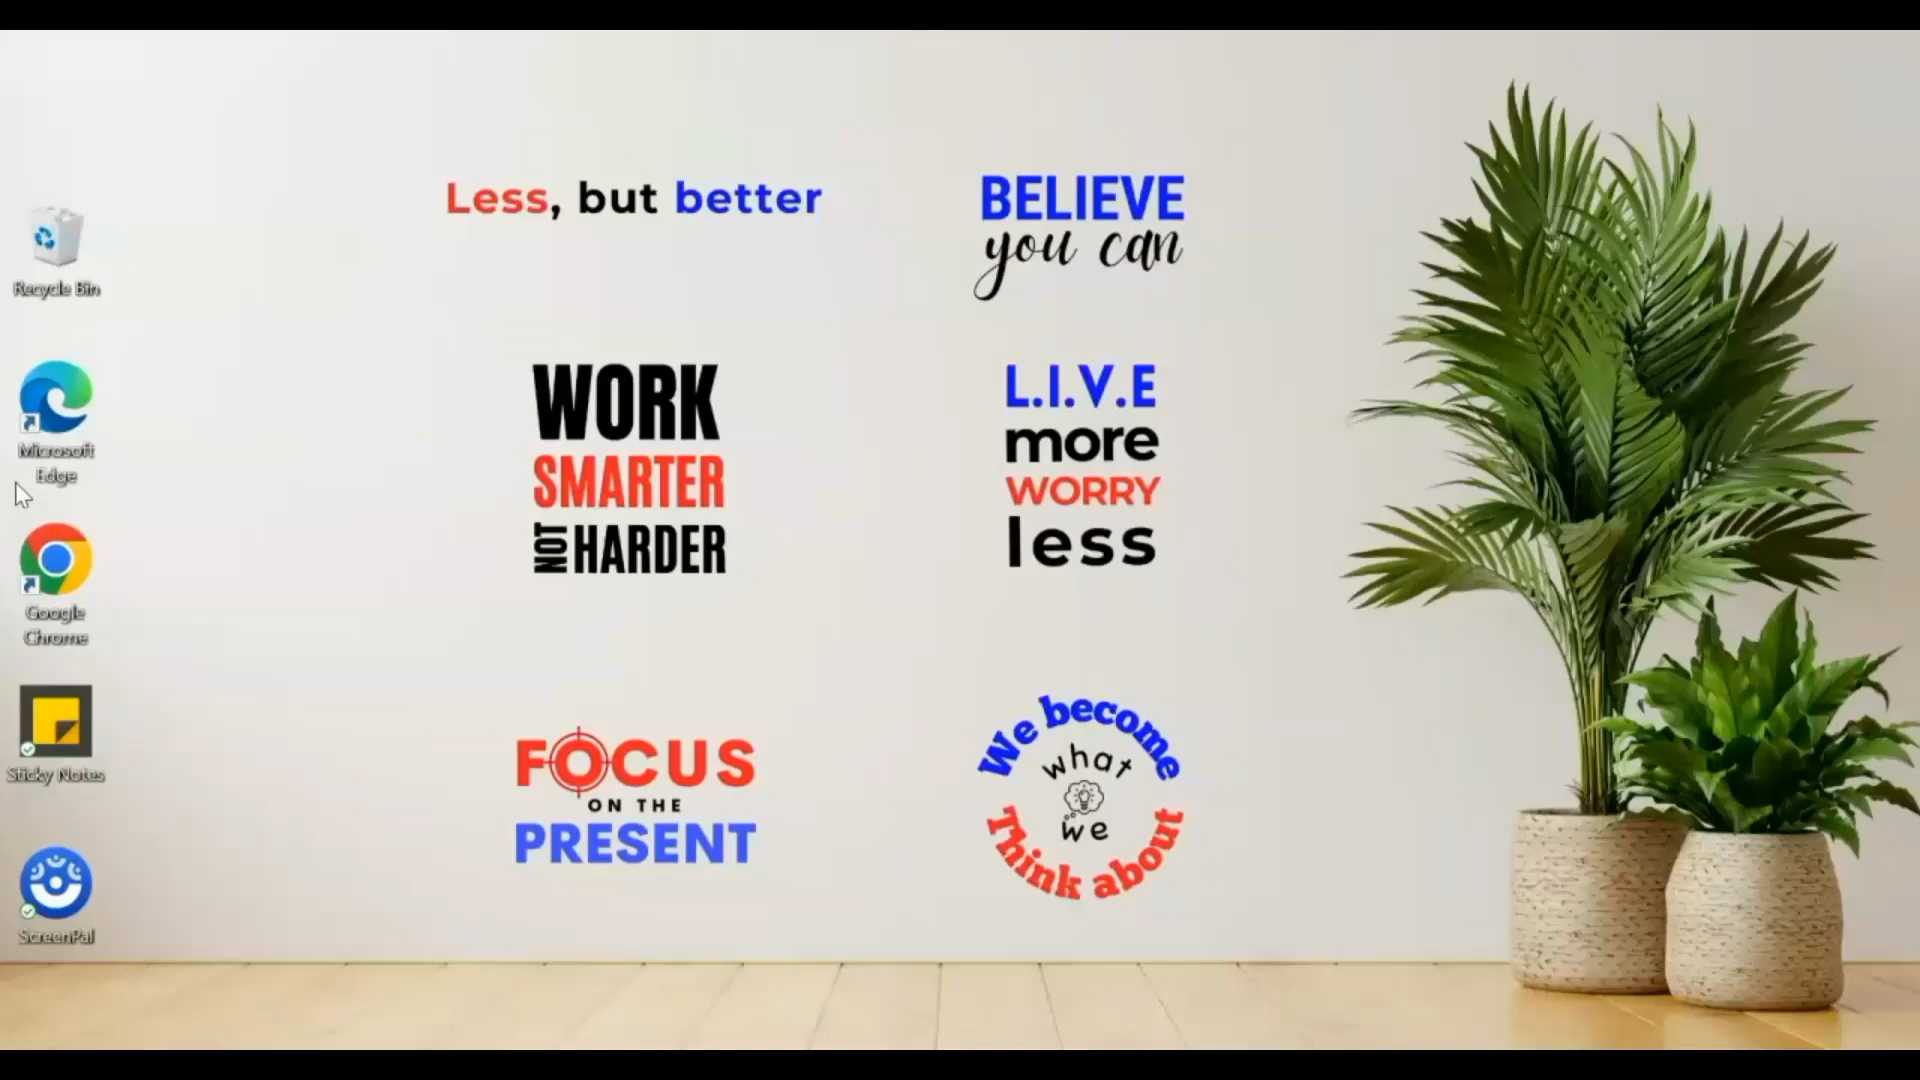 Recycle Bin
Microsoft
Edge
Google
Chrome
Sticky Notes
ScreenPal
Less, but better
BELIEVE
you can
WORK
SMARTER
NOT HARDER
L.I.V.E
more
WORRY
less
FOCUS
ON THE
PRESENT
We become
what
we
Think about